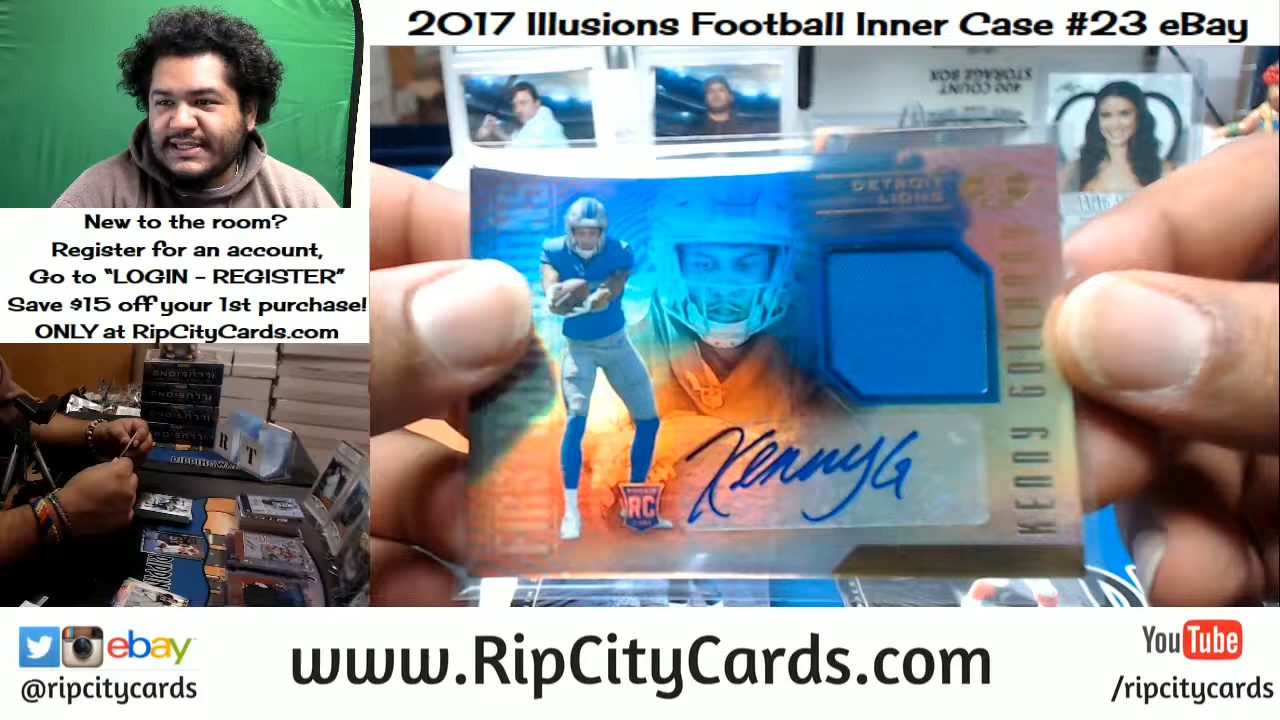 2017 Illusions Football Inner Case #23 eBay
400 COUNT
STORAGE BOX
DETROIT
LIONS
KENNY GOLLADAY
RC
Kenny G
New to the room?
Register for an account,
Go to "LOGIN - REGISTER"
Save $15 off your 1st purchase!
ONLY at RipCityCards.com
ILLUSIONS
R
T
ebay
@ripcitycards
www.RipCityCards.com
YouTube
/ripcitycards